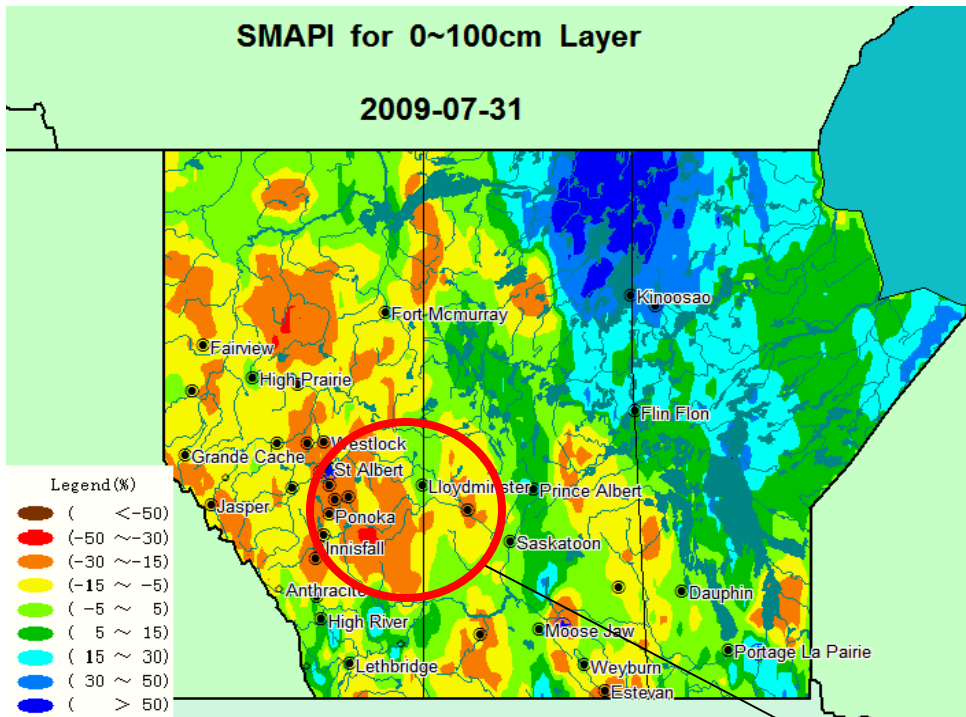 SMAPI for 0~100cm Layer
2009-07-31
Kinoosao
Fort Mcmurray
Fairview
High Prairie
Flin Flon
Westlock
Grande Cache
St Albert
Lloydminster
Prince Albert
Jasper
Ponoka
Innisfall
Saskatoon
Anthracite
Dauphin
High River
Moose Jaw
Portage La Pairie
Lethbridge
Weyburn
Estevan
Legend(%)
( <-50)
(-50 ~-30)
(-30 ~-15)
(-15 ~ -5)
( -5 ~ 5)
( 5 ~ 15)
( 15 ~ 30)
( 30 ~ 50)
( > 50)